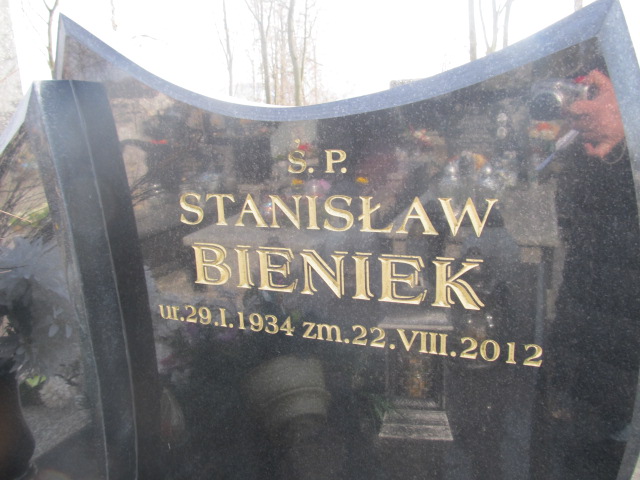 Ś. P.
STANISŁAW
BIENIEK
ur.29.I.1934 zm.22.VIII.2012